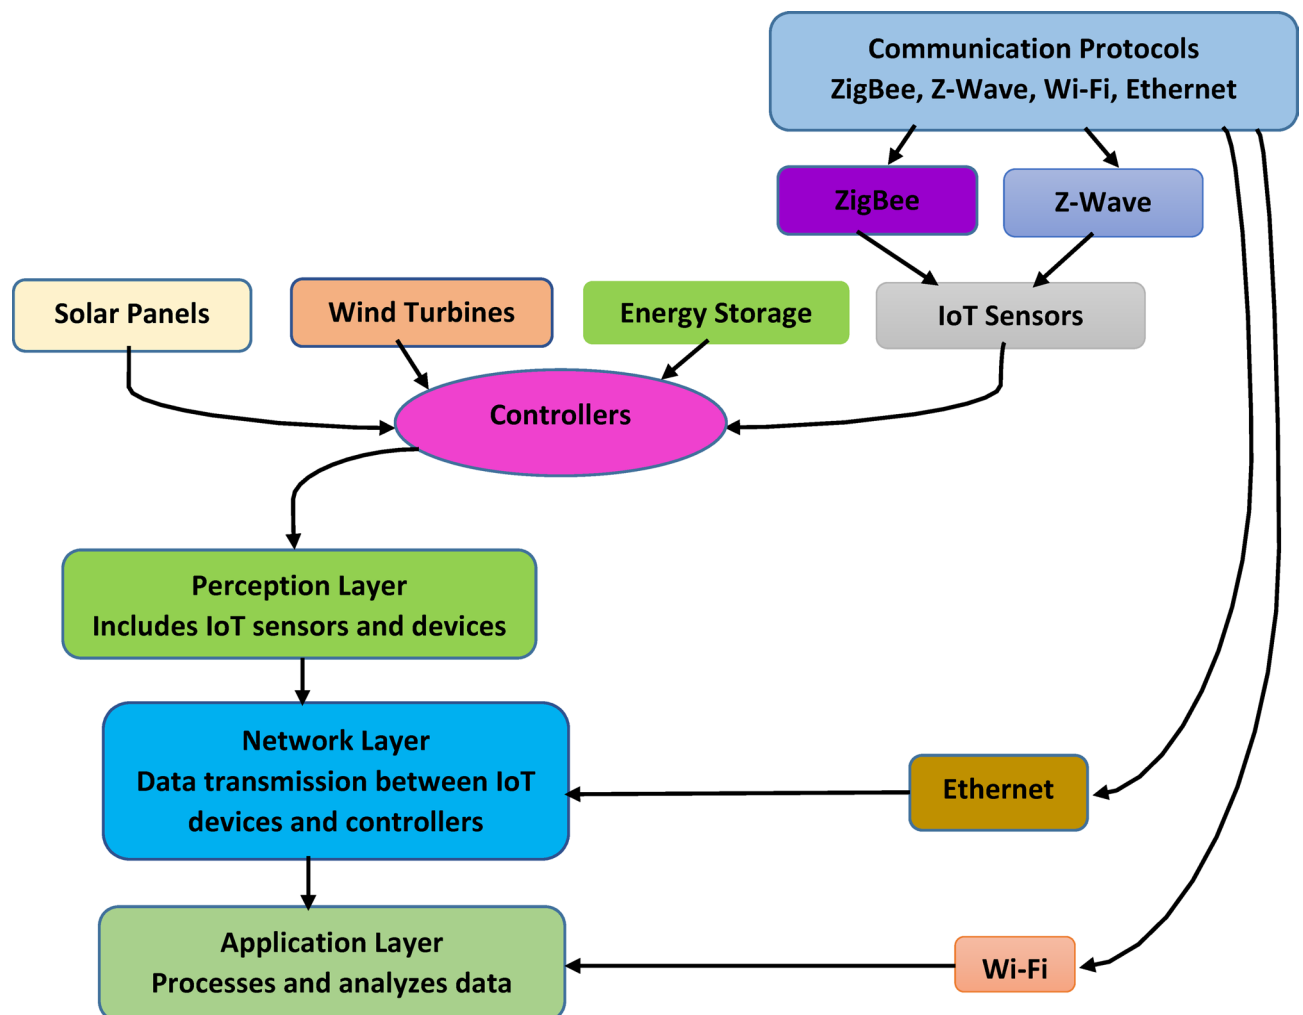 Communication Protocols
ZigBee, Z-Wave, Wi-Fi, Ethernet
ZigBee
Z-Wave
Solar Panels
Wind Turbines
Energy Storage
IoT Sensors
Controllers
Perception Layer
Includes IoT sensors and devices
Network Layer
Data transmission between IoT
devices and controllers
Ethernet
Application Layer
Processes and analyzes data
Wi-Fi